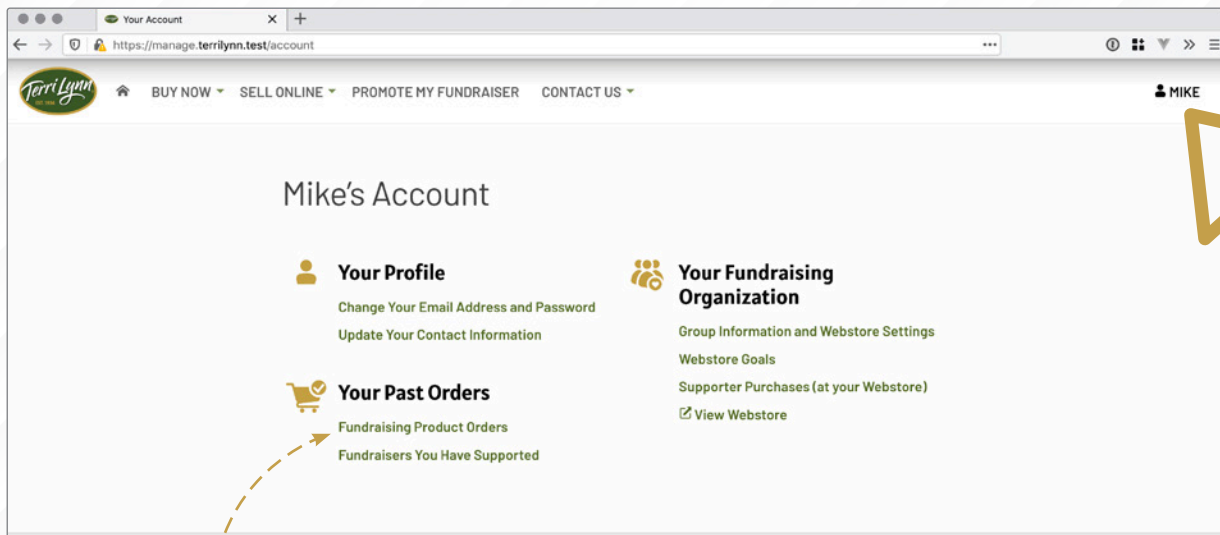 Your Account
https://manage.terrilynn.test/account
Terri Lynn
BUY NOW
SELL ONLINE
PROMOTE MY FUNDRAISER
CONTACT US
MIKE
Mike's Account
Your Profile
Change Your Email Address and Password
Update Your Contact Information
Your Past Orders
Fundraising Product Orders
Fundraisers You Have Supported
Your Fundraising
Organization
Group Information and Webstore Settings
Webstore Goals
Supporter Purchases (at your Webstore)
View Webstore